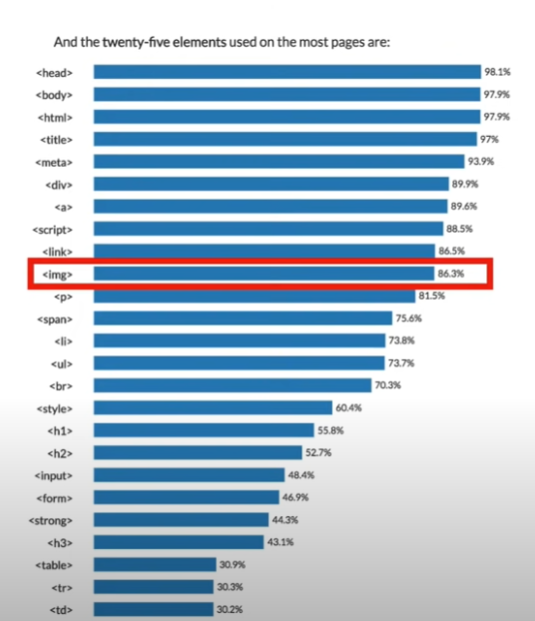 And the twenty-five elements used on the most pages are:
<head> 98.1%
<body> 97.9%
<html> 97.9%
<title> 97%
<meta> 93.9%
<div> 89.9%
<a> 89.6%
<script> 88.5%
<link> 86.5%
<img> 86.3%
<p> 81.5%
<span> 75.6%
<li> 73.8%
<ul> 73.7%
<br> 70.3%
<style> 60.4%
<h1> 55.8%
<h2> 52.7%
<input> 48.4%
<form> 46.9%
<strong> 44.3%
<h3> 43.1%
<table> 30.9%
<tr> 30.3%
<td> 30.2%